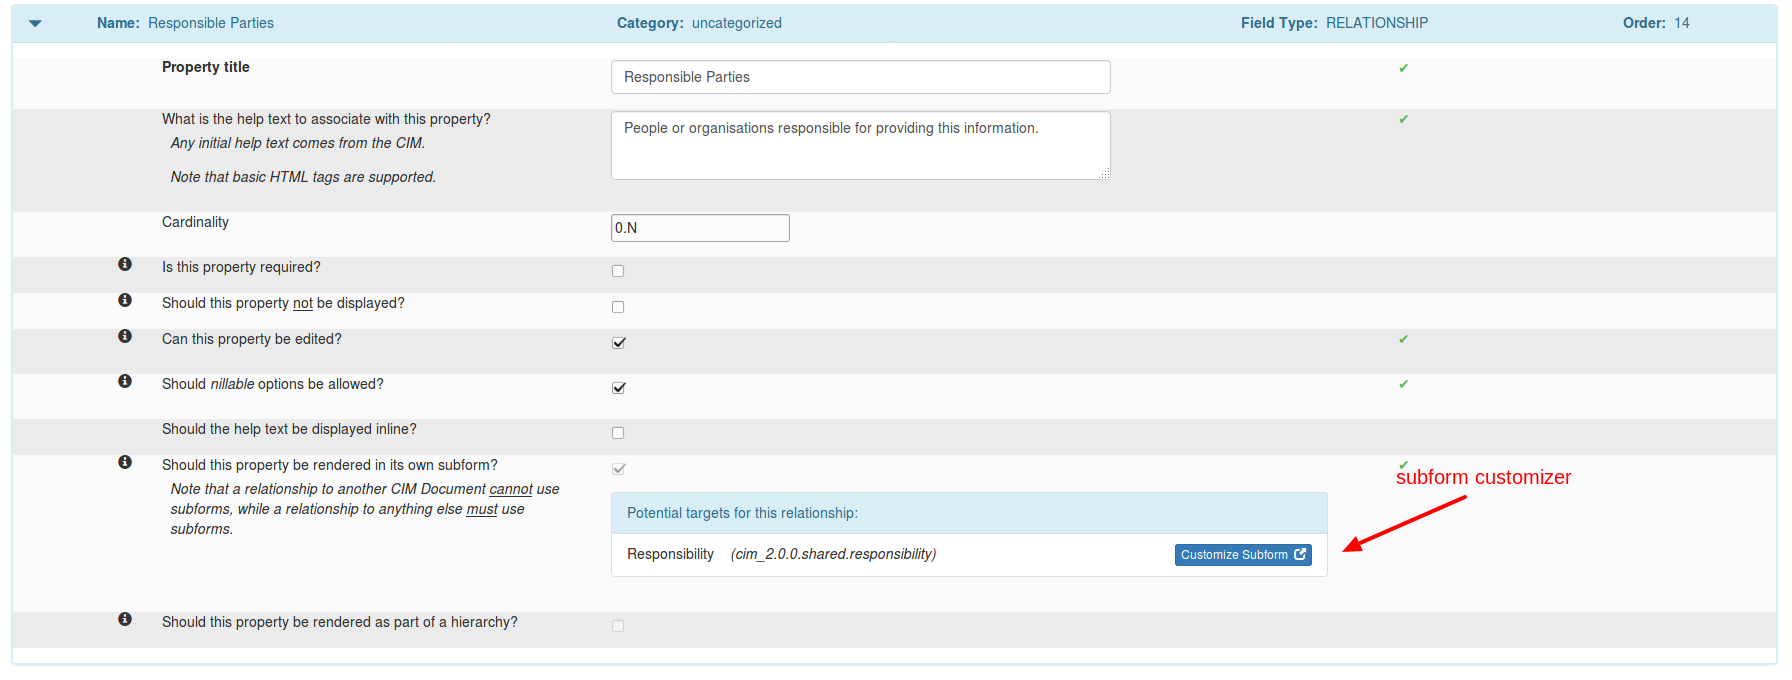 Name: Responsible Parties Category: uncategorized Field Type: RELATIONSHIP Order: 14
Property title
Responsible Parties
What is the help text to associate with this property?
Any initial help text comes from the CIM.
Note that basic HTML tags are supported.
People or organisations responsible for providing this information.
Cardinality
0.N
Is this property required?
Should this property not be displayed?
Can this property be edited?
Should nillable options be allowed?
Should the help text be displayed inline?
Should this property be rendered in its own subform?
Note that a relationship to another CIM Document cannot use
subforms, while a relationship to anything else must use
subforms.
subform customizer
Potential targets for this relationship:
Responsibility (cim_2.0.0.shared.responsibility) Customize Subform
Should this property be rendered as part of a hierarchy?